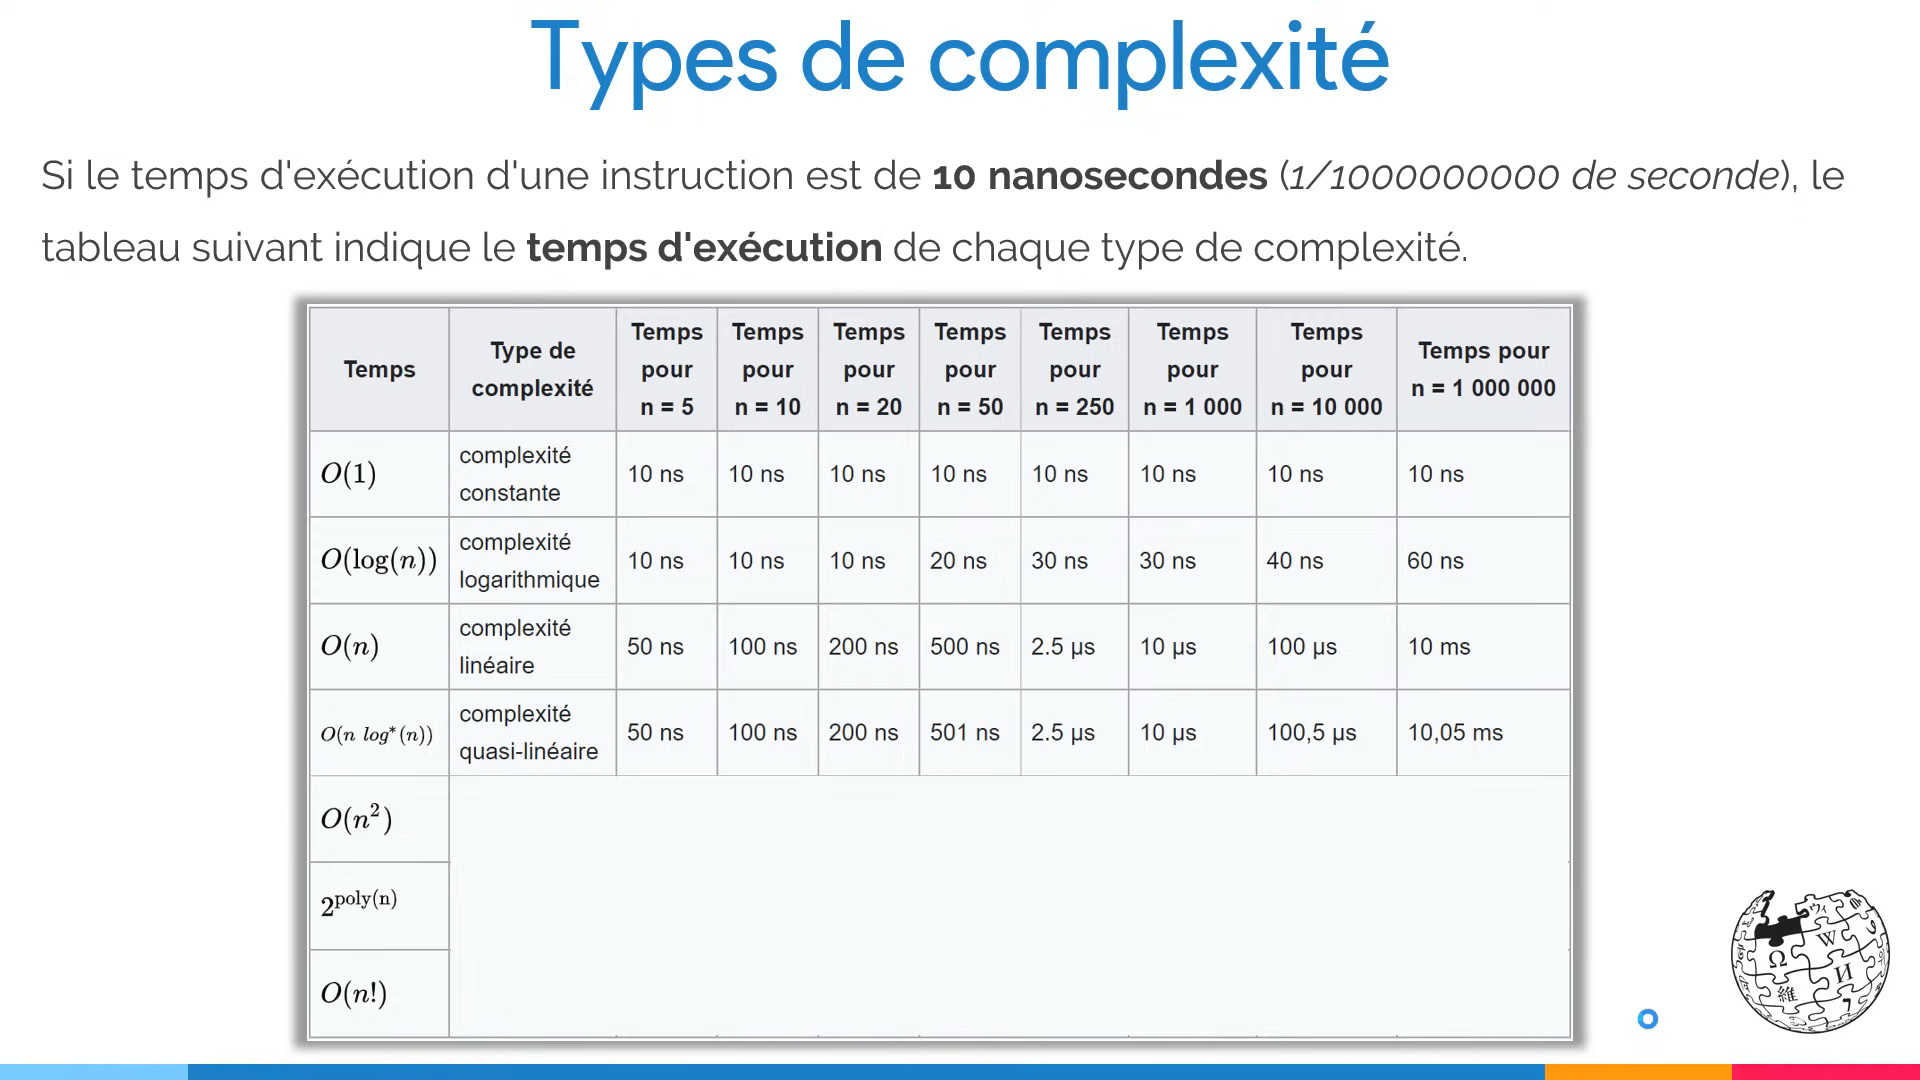 Types de complexité
Si le temps d'exécution d'une instruction est de 10 nanosecondes (1/1000000000 de seconde), le
tableau suivant indique le temps d'exécution de chaque type de complexité.
Temps | Type de complexité | Temps pour n = 5 | Temps pour n = 10 | Temps pour n = 20 | Temps pour n = 50 | Temps pour n = 250 | Temps pour n = 1 000 | Temps pour n = 10 000 | Temps pour n = 1 000 000
O(1) | complexité constante | 10 ns | 10 ns | 10 ns | 10 ns | 10 ns | 10 ns | 10 ns | 10 ns
O(log(n)) | complexité logarithmique | 10 ns | 10 ns | 10 ns | 20 ns | 30 ns | 30 ns | 40 ns | 60 ns
O(n) | complexité linéaire | 50 ns | 100 ns | 200 ns | 500 ns | 2.5 µs | 10 µs | 100 µs | 10 ms
O(n log*(n)) | complexité quasi-linéaire | 50 ns | 100 ns | 200 ns | 501 ns | 2.5 µs | 10 µs | 100,5 µs | 10,05 ms
O(n²)
2^poly(n)
O(n!)
Ω W И 維 ウィ